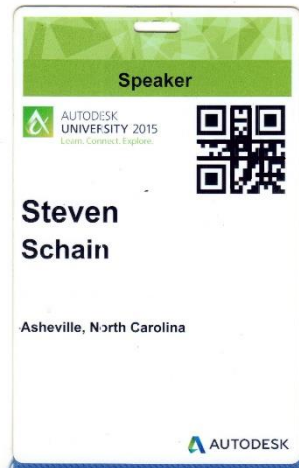 Speaker
AUTODESK
UNIVERSITY 2015
Learn. Connect. Explore.
Steven
Schain
Asheville, North Carolina
AUTODESK